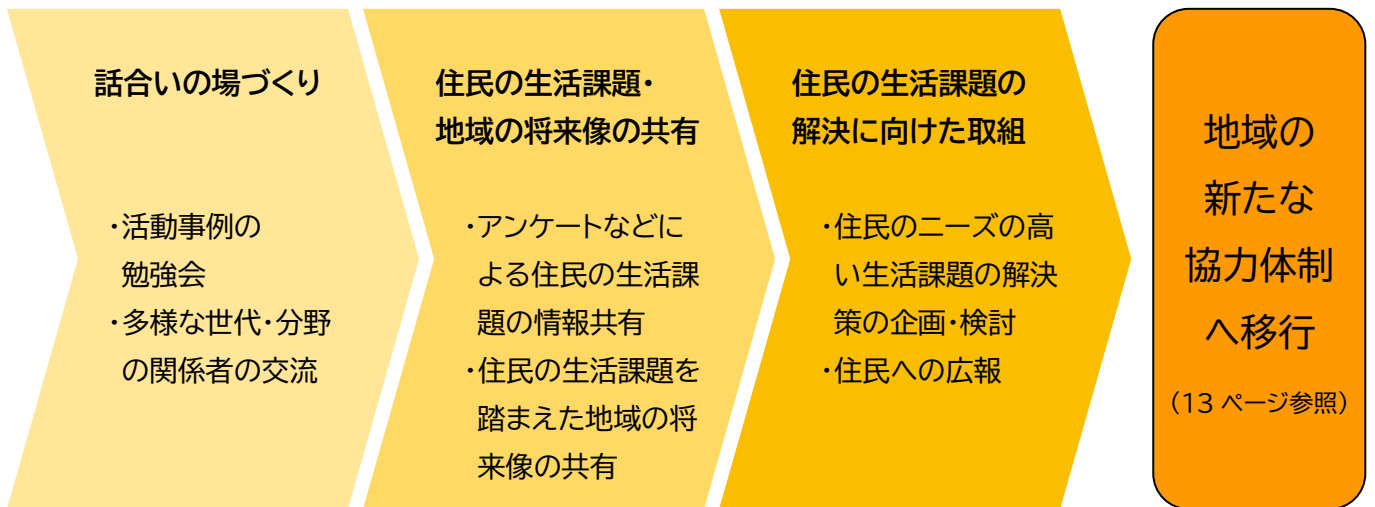 話合いの場づくり
・活動事例の
勉強会
・多様な世代・分野
の関係者の交流
住民の生活課題・
地域の将来像の共有
・アンケートなどに
よる住民の生活課
題の情報共有
・住民の生活課題を
踏まえた地域の将
来像の共有
住民の生活課題の
解決に向けた取組
・住民のニーズの高
い生活課題の解決
策の企画・検討
・住民への広報
地域の
新たな
協力体制
へ移行
(13 ページ参照)